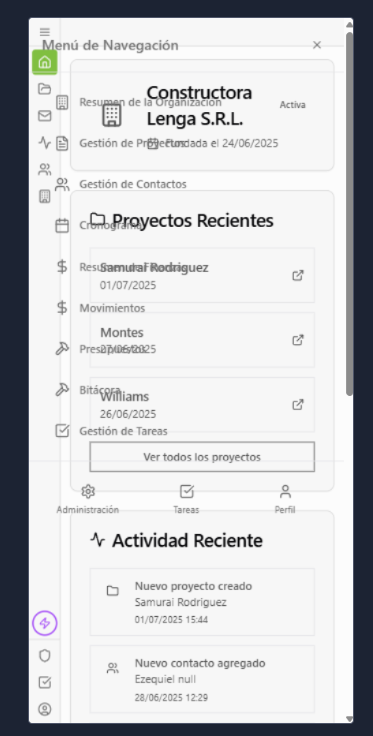 Menú de Navegación
Constructora
Lenga S.R.L.
Activa
Resumen de la Organización
Gestión de Proyectos
Fundada el 24/06/2025
Gestión de Contactos
Proyectos Recientes
Cronograma
Samurai Rodriguez
01/07/2025
Movimientos
Montes
27/06/2025
Presupuestos
Bitácora
Williams
26/06/2025
Gestión de Tareas
Ver todos los proyectos
Administración
Tareas
Perfil
Actividad Reciente
Nuevo proyecto creado
Samurai Rodriguez
01/07/2025 15:44
Nuevo contacto agregado
Ezequiel null
28/06/2025 12:29